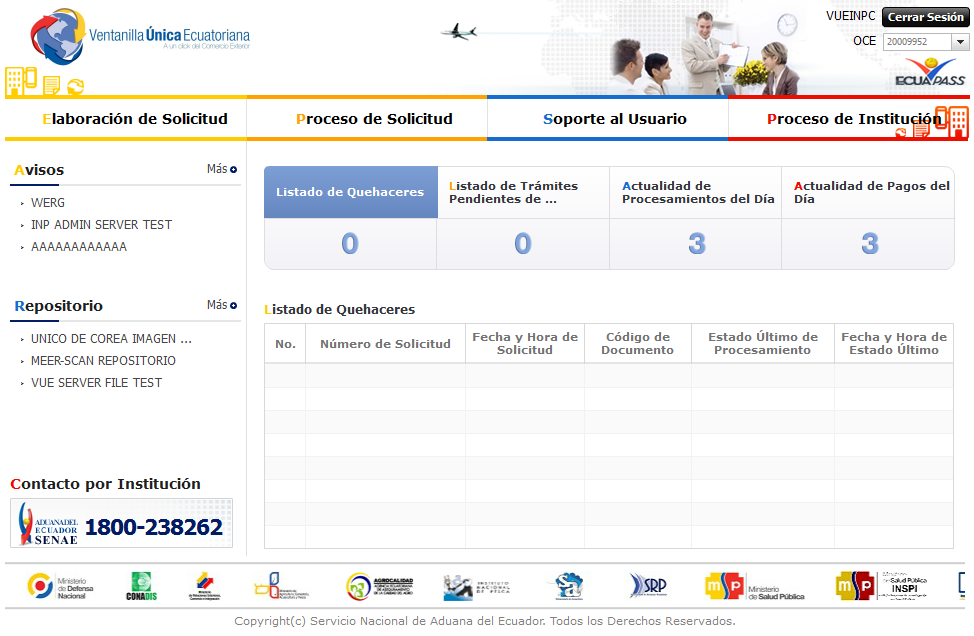 Ventanilla Única Ecuatoriana
A un click del Comercio Exterior
VUEINPC
Cerrar Sesión
OCE
20009952
ECUAPASS
Elaboración de Solicitud
Proceso de Solicitud
Soporte al Usuario
Proceso de Institución
Avisos
Más
WERG
INP ADMIN SERVER TEST
AAAAAAAAAAAA
Repositorio
Más
UNICO DE COREA IMAGEN ...
MEER-SCAN REPOSITORIO
VUE SERVER FILE TEST
Contacto por Institución
ADUANA DEL
ECUADOR
SENAE
1800-238262
Listado de Quehaceres
0
Listado de Trámites
Pendientes de ...
0
Actualidad de
Procesamientos del Día
3
Actualidad de Pagos del
Día
3
Listado de Quehaceres
No.
Número de Solicitud
Fecha y Hora de
Solicitud
Código de
Documento
Estado Último de
Procesamiento
Fecha y Hora de
Estado Último
Ministerio
de Defensa
Nacional
CONADIS
AGROCALIDAD
INSTITUTO
NACIONAL
DE PESCA
SRP
msp
Ministerio
de Salud Pública
msp
Salud Pública
INSPI
Copyright(c) Servicio Nacional de Aduana del Ecuador. Todos los Derechos Reservados.